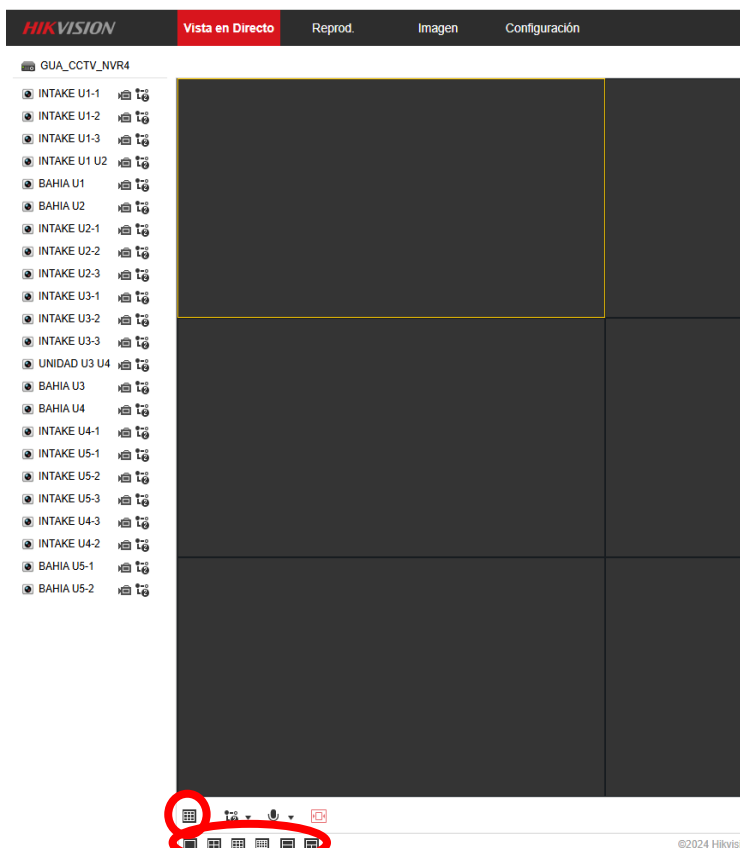 HIKVISION
Vista en Directo
Reprod.
Imagen
Configuración
GUA_CCTV_NVR4
INTAKE U1-1
INTAKE U1-2
INTAKE U1-3
INTAKE U1 U2
BAHIA U1
BAHIA U2
INTAKE U2-1
INTAKE U2-2
INTAKE U2-3
INTAKE U3-1
INTAKE U3-2
INTAKE U3-3
UNIDAD U3 U4
BAHIA U3
BAHIA U4
INTAKE U4-1
INTAKE U5-1
INTAKE U5-2
INTAKE U5-3
INTAKE U4-3
INTAKE U4-2
BAHIA U5-1
BAHIA U5-2
©2024 Hikvis